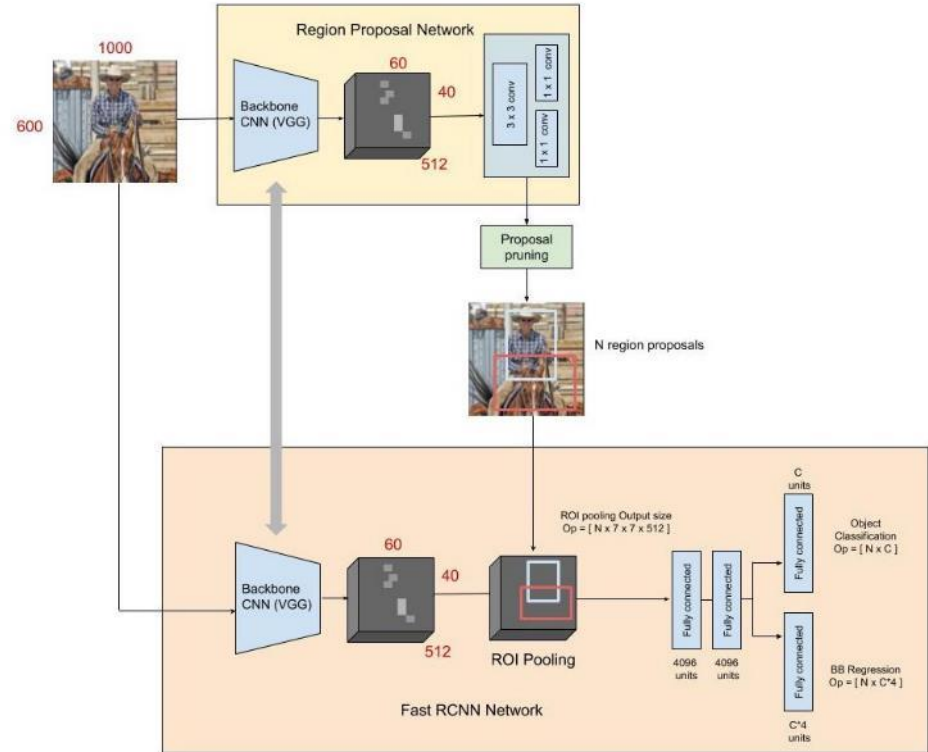 Region Proposal Network
1000
600
Backbone
CNN (VGG)
60
40
512
3 x 3 conv
1 x 1 conv
1 x 1 conv
Proposal
pruning
N region proposals
Backbone
CNN (VGG)
60
40
512
ROI Pooling
ROI pooling Output size
Op = [ N x 7 x 7 x 512 ]
Fully connected
4096
units
Fully connected
4096
units
C
units
Fully connected
Object
Classification
Op = [ N x C ]
Fully connected
C*4
units
BB Regression
Op = [ N x C*4 ]
Fast RCNN Network